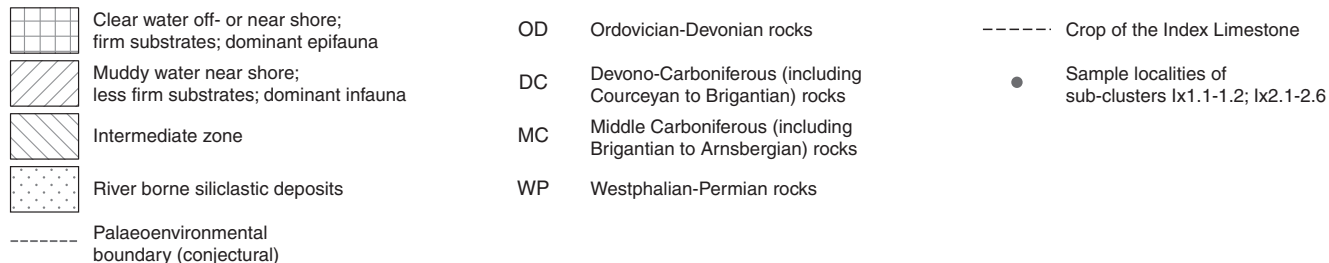 Clear water off- or near shore;
firm substrates; dominant epifauna
Muddy water near shore;
less firm substrates; dominant infauna
Intermediate zone
River borne siliclastic deposits
Palaeoenvironmental
boundary (conjectural)
OD Ordovician-Devonian rocks
DC Devono-Carboniferous (including
Courceyan to Brigantian) rocks
MC Middle Carboniferous (including
Brigantian to Arnsbergian) rocks
WP Westphalian-Permian rocks
Crop of the Index Limestone
Sample localities of
sub-clusters Ix1.1-1.2; Ix2.1-2.6